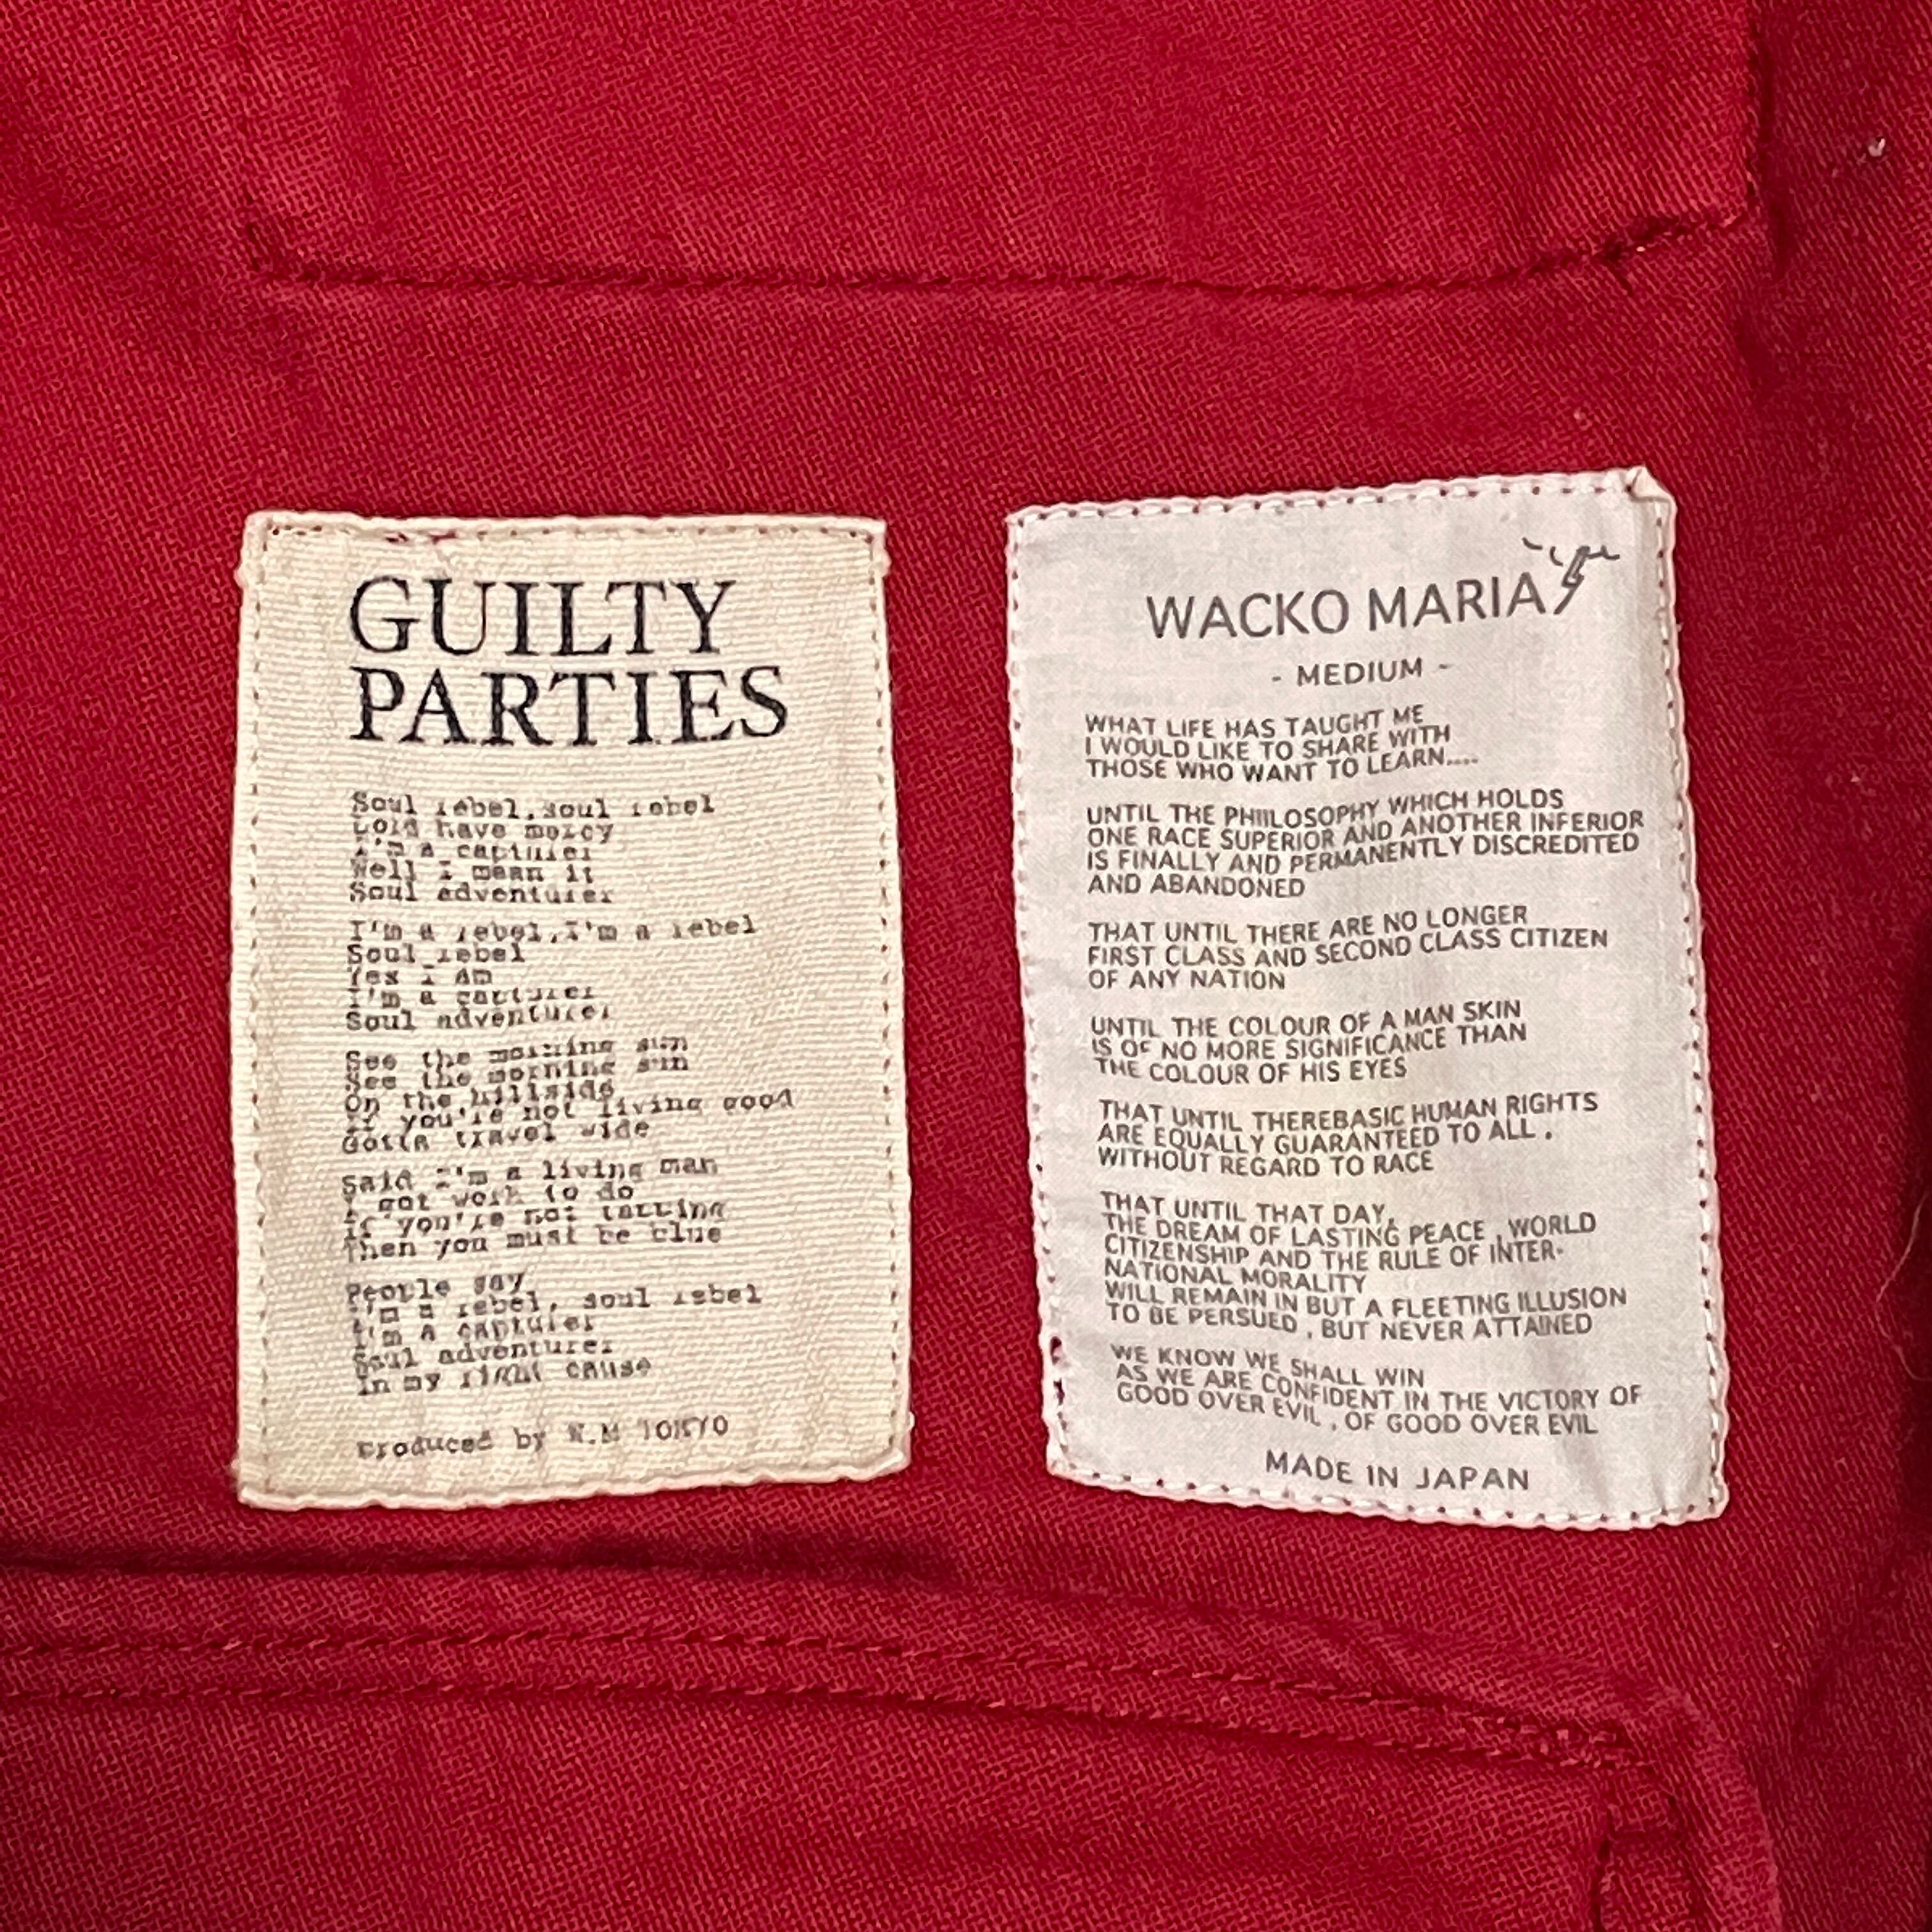 GUILTY
PARTIES
Soul rebel, soul rebel
Lord have mercy
I'm a capturer
Well I mean it
Soul adventurer
I'm a rebel, I'm a rebel
Soul rebel
Yes I am
I'm a capturer
Soul adventurer
See the morning sun
See the morning sun
On the hillside
If you're not living good
Gotta travel wide
Said I'm a living man
I got work to do
If you're not
Then you must be blue
People say
I'm a rebel, soul rebel
I'm a capturer
Soul adventurer
In my right cause
produced by W.M TOKYO
WACKO MARIA
- MEDIUM -
WHAT LIFE HAS TAUGHT ME
I WOULD LIKE TO SHARE WITH
THOSE WHO WANT TO LEARN....
UNTIL THE PHIILOSOPHY WHICH HOLDS
ONE RACE SUPERIOR AND ANOTHER INFERIOR
IS FINALLY AND PERMANENTLY DISCREDITED
AND ABANDONED
THAT UNTIL THERE ARE NO LONGER
FIRST CLASS AND SECOND CLASS CITIZEN
OF ANY NATION
UNTIL THE COLOUR OF A MAN SKIN
IS OF NO MORE SIGNIFICANCE THAN
THE COLOUR OF HIS EYES
THAT UNTIL THEREBASIC HUMAN RIGHTS
ARE EQUALLY GUARANTEED TO ALL .
WITHOUT REGARD TO RACE
THAT UNTIL THAT DAY,
THE DREAM OF LASTING PEACE , WORLD
CITIZENSHIP AND THE RULE OF INTER-
NATIONAL MORALITY
WILL REMAIN IN BUT A FLEETING ILLUSION
TO BE PERSUED , BUT NEVER ATTAINED
WE KNOW WE SHALL WIN
AS WE ARE CONFIDENT IN THE VICTORY OF
GOOD OVER EVIL , OF GOOD OVER EVIL
MADE IN JAPAN